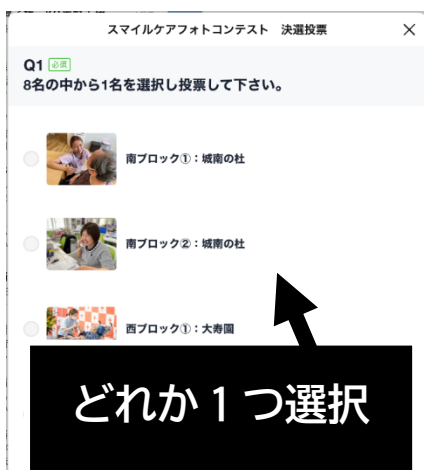 スマイルケアフォトコンテスト　決選投票
Q1 必須
8名の中から1名を選択し投票して下さい。
南ブロック①：城南の杜
南ブロック②：城南の杜
西ブロック①：大寿園
どれか１つ選択